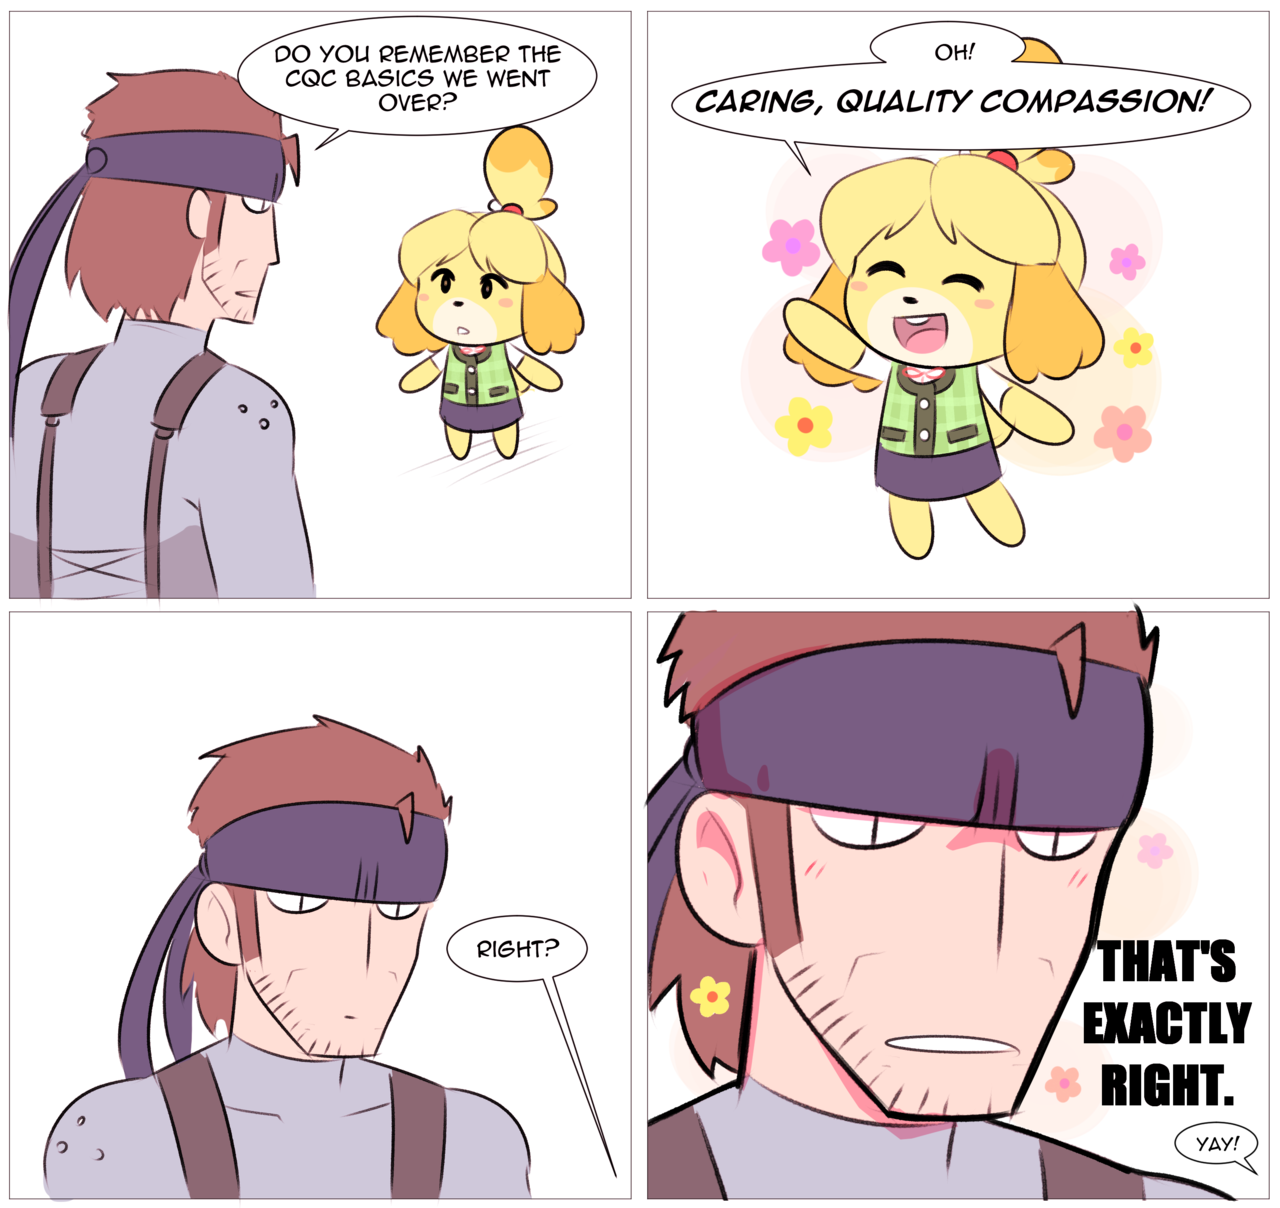 DO YOU REMEMBER THE
CQC BASICS WE WENT
OVER?
OH!
CARING, QUALITY COMPASSION!
RIGHT?
THAT'S
EXACTLY
RIGHT.
YAY!